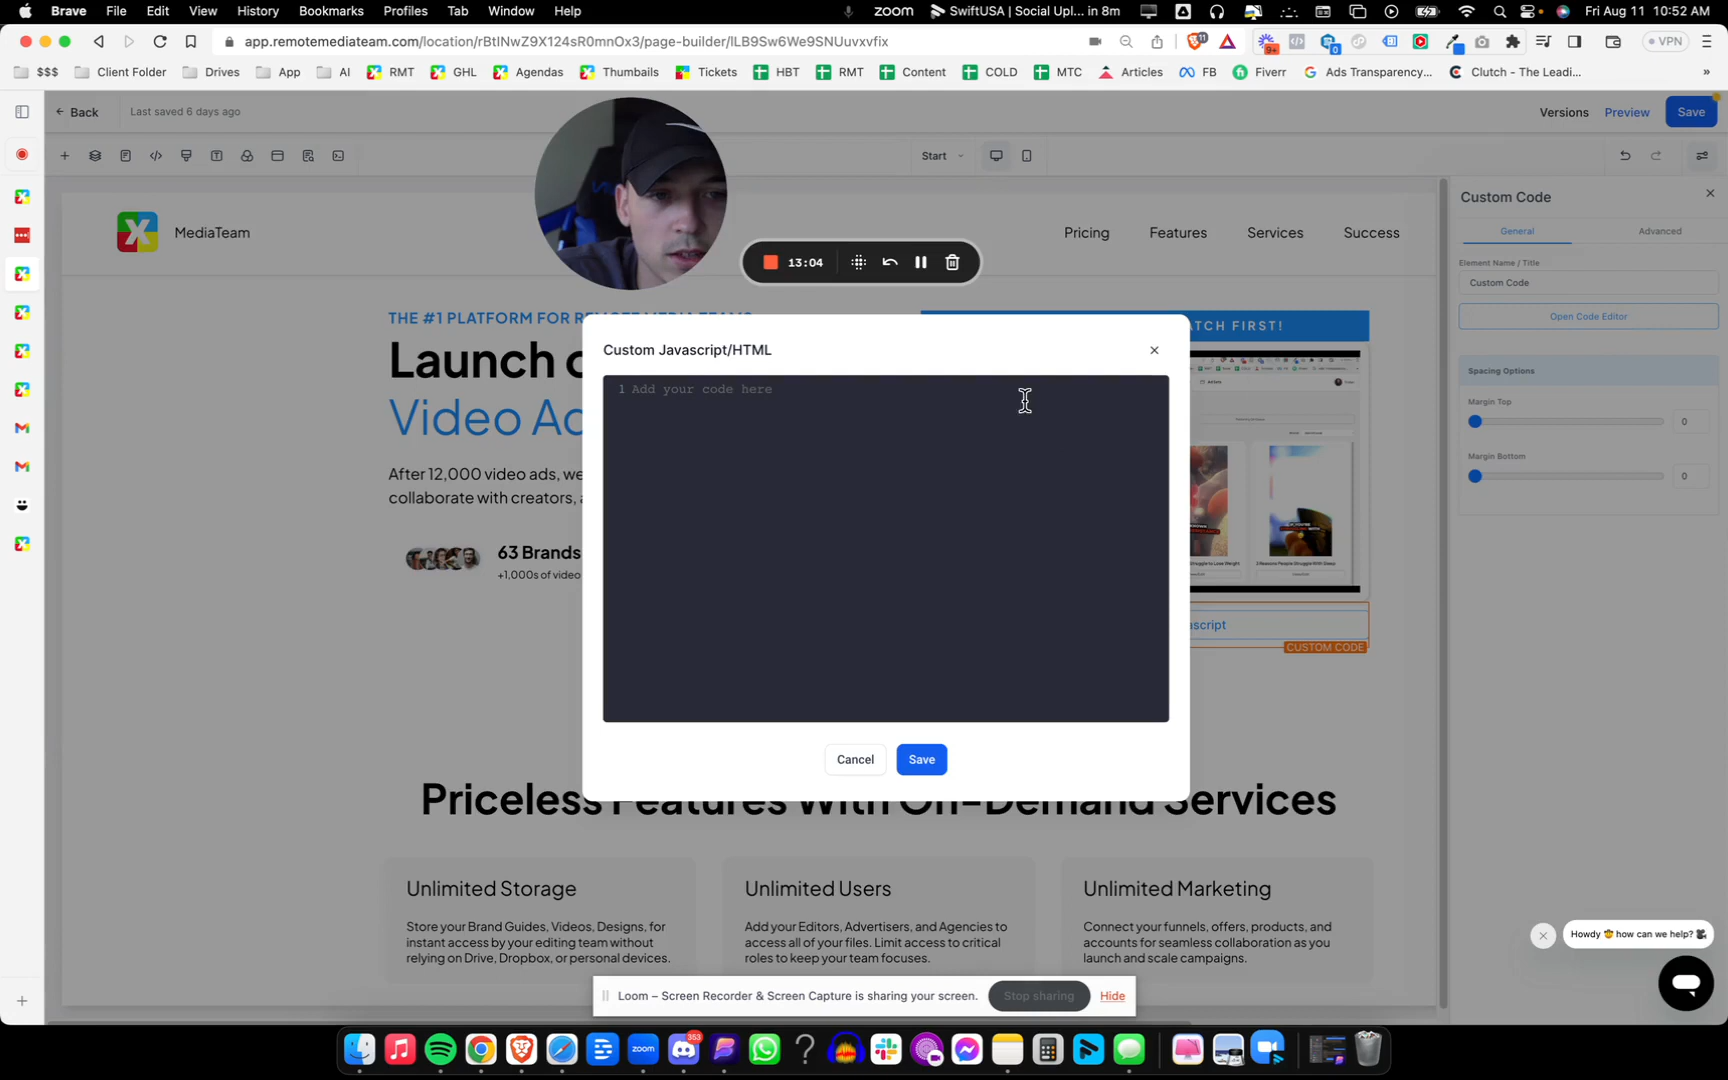 Brave File Edit View History Bookmarks Profiles Tab Window Help
zoom SwiftUSA | Social Upl... in 8m Fri Aug 11 10:52 AM
app.remotemediateam.com/location/rBtINwZ9X124sR0mnOx3/page-builder/ILB9Sw6We9SNUuvxvfix
11 9+ 0 VPN
$$$ Client Folder Drives App AI RMT GHL Agendas Thumbails Tickets HBT RMT Content COLD MTC Articles FB Fiverr Ads Transparency... Clutch - The Leadi... »
Back Last saved 6 days ago Versions Preview Save
Start
MediaTeam Pricing Features Services Success
13:04
THE #1 PLATFORM FOR REMOTE MEDIA TEAMS
Launch
Video Ad
After 12,000 video ads, we
collaborate with creators,
63 Brands
+1,000s of video
ATCH FIRST!
ascript
CUSTOM CODE
Custom Javascript/HTML
1 Add your code here
Cancel Save
Custom Code
General Advanced
Element Name / Title
Custom Code
Open Code Editor
Spacing Options
Margin Top
0
Margin Bottom
0
Priceless Features With On-Demand Services
Unlimited Storage
Store your Brand Guides, Videos, Designs, for
instant access by your editing team without
relying on Drive, Dropbox, or personal devices.
Unlimited Users
Add your Editors, Advertisers, and Agencies to
access all of your files. Limit access to critical
roles to keep your team focuses.
Unlimited Marketing
Connect your funnels, offers, products, and
accounts for seamless collaboration as you
launch and scale campaigns.
Howdy 🤠 how can we help?
Loom – Screen Recorder & Screen Capture is sharing your screen. Stop sharing Hide
zoom 353